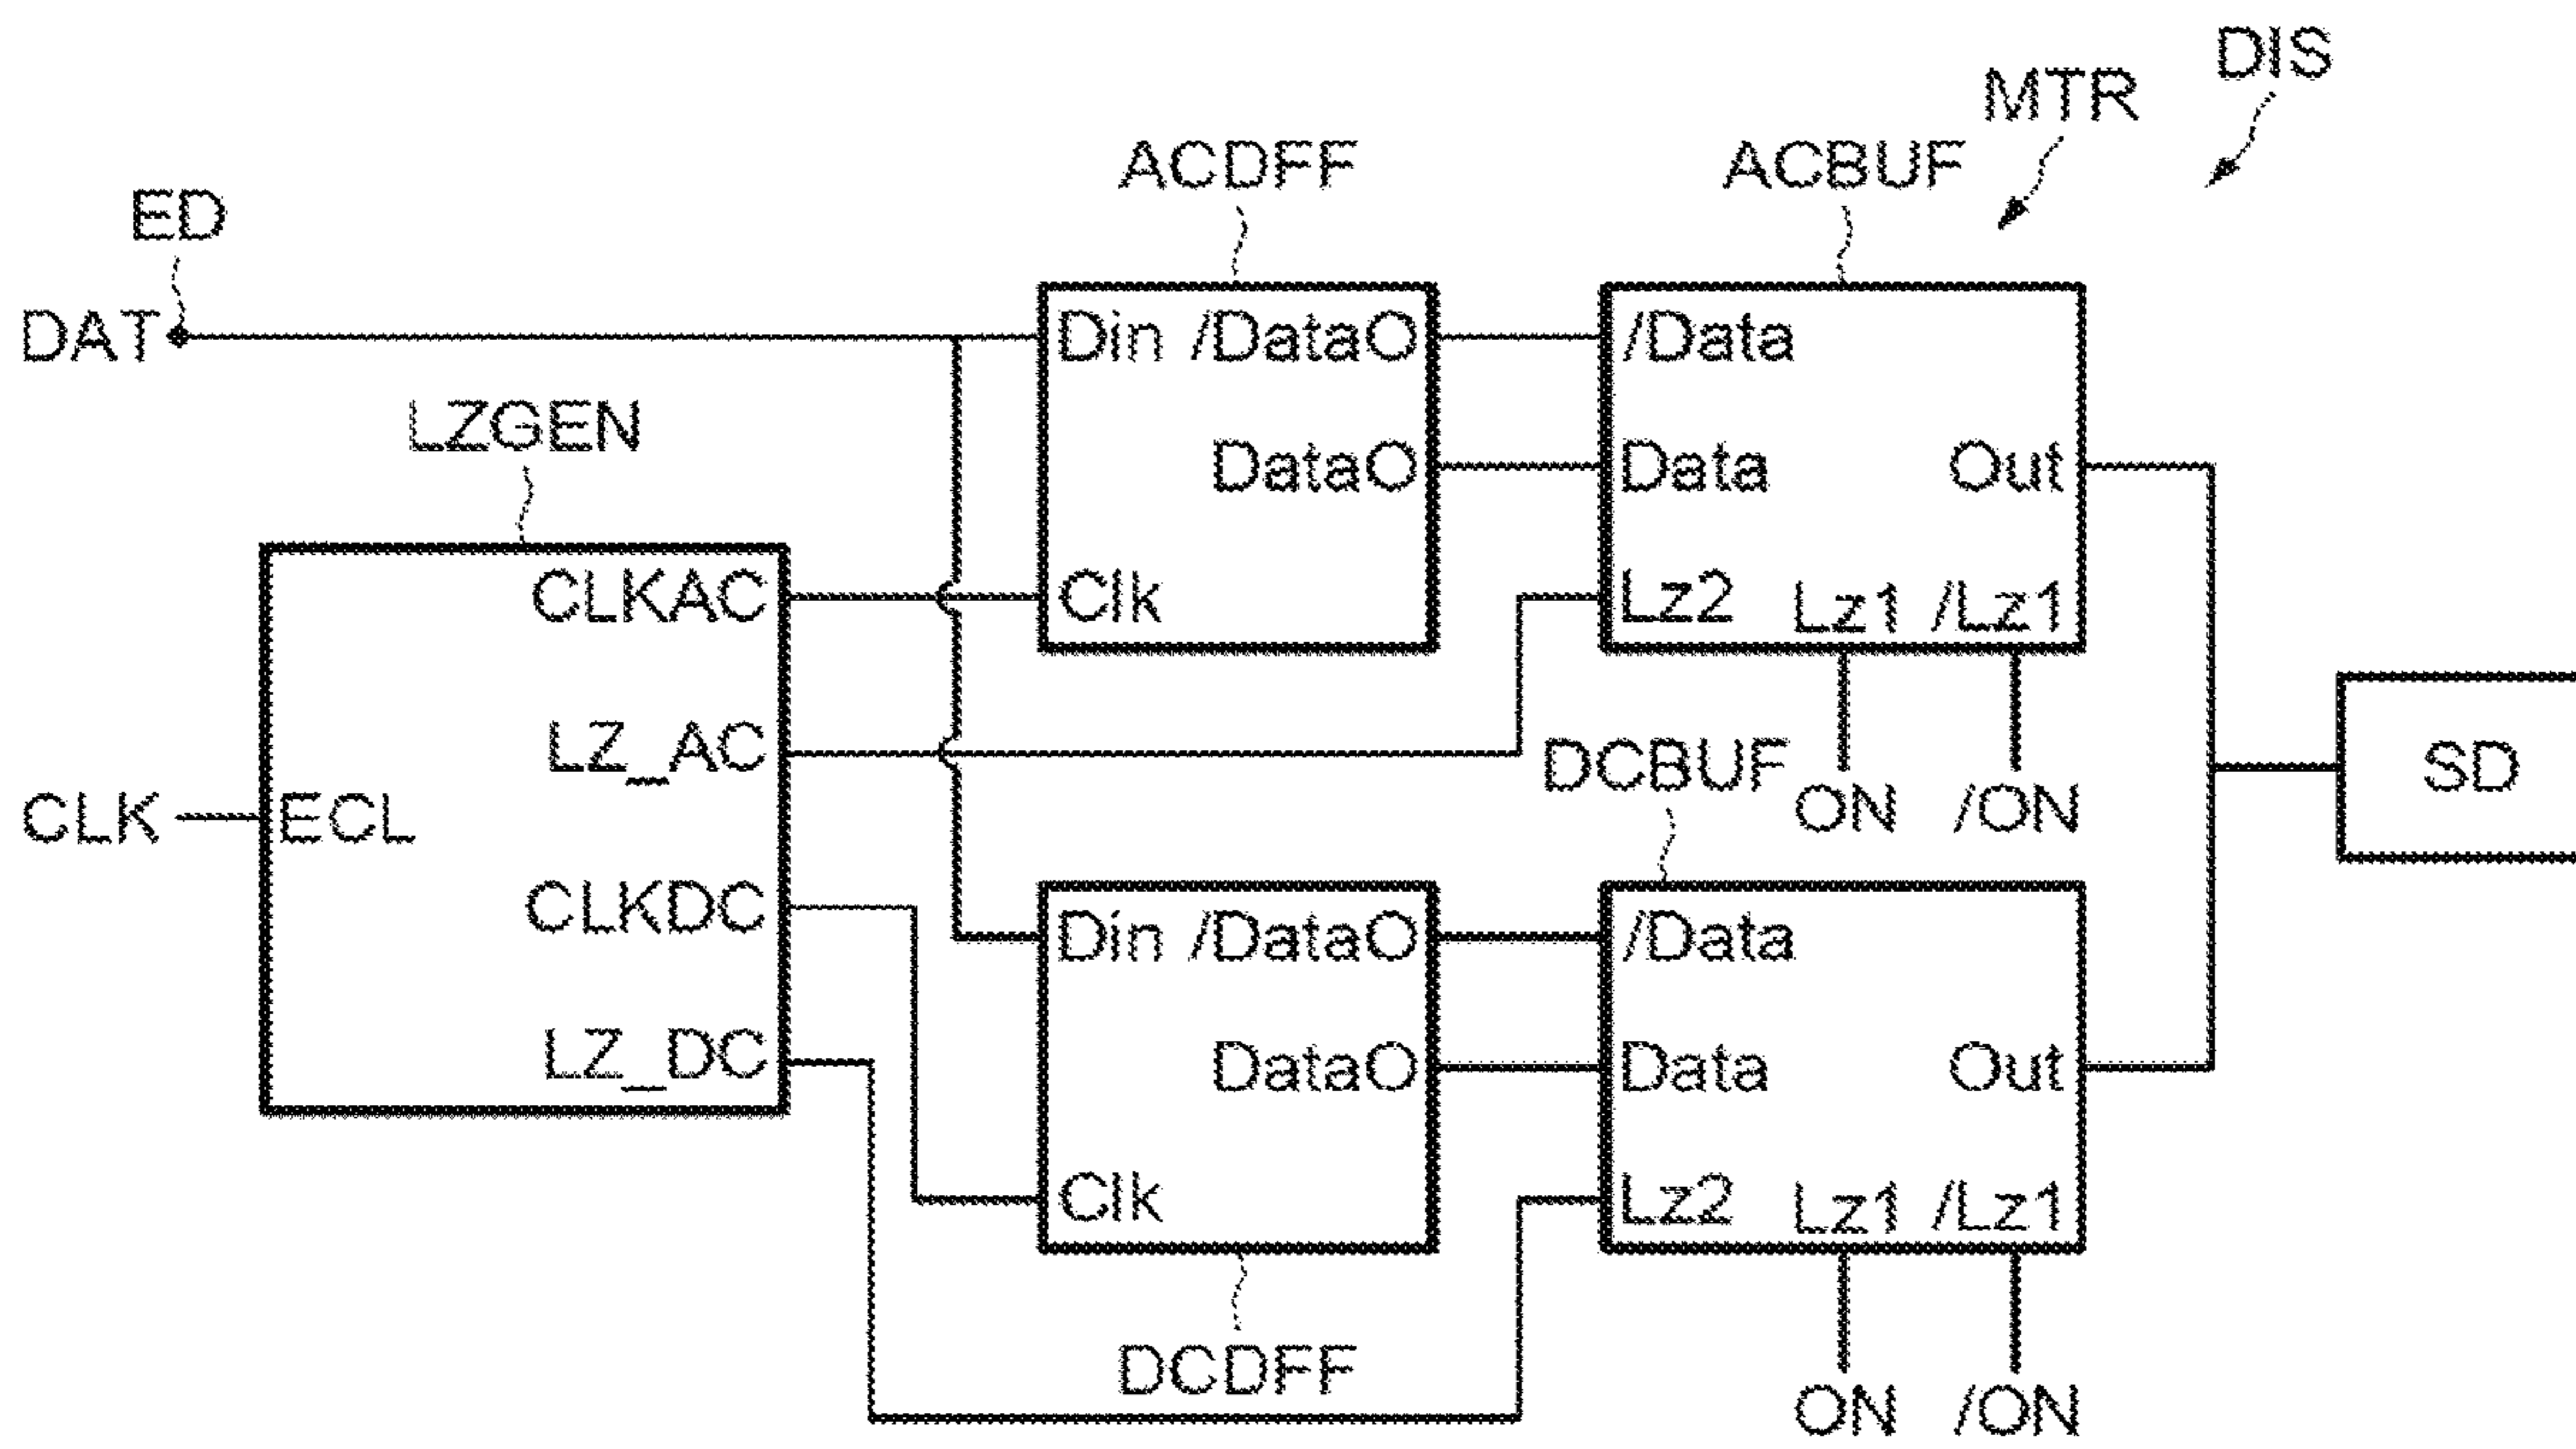 DIS
MTR
ACDFF
ACBUF
ED
DAT
Din /DataO
/Data
LZGEN
DataO
Data
Out
CLKAC
Clk
Lz2
Lz1 /Lz1
LZ_AC
DCBUF
ON
/ON
SD
CLK
ECL
CLKDC
Din /DataO
/Data
LZ_DC
DataO
Data
Out
Clk
Lz2
Lz1 /Lz1
DCDFF
ON
/ON